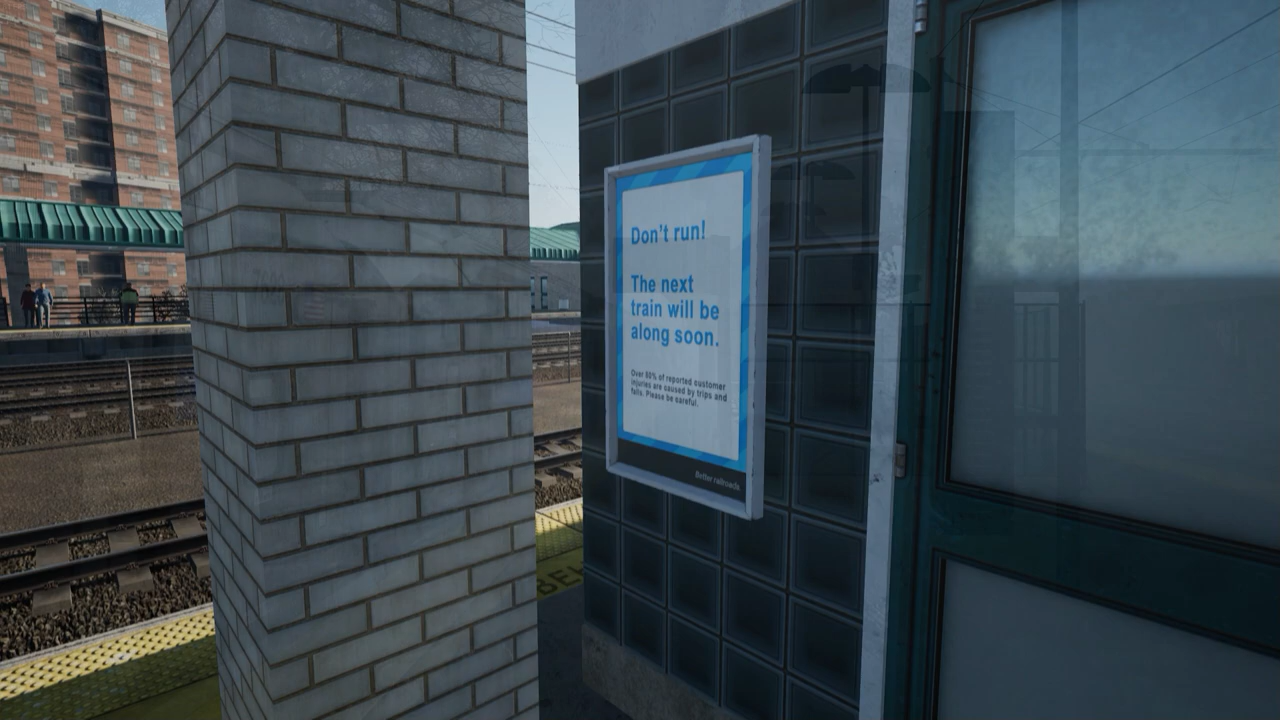 Don't run!
The next
train will be
along soon.
Over 80% of reported customer
injuries are caused by trips and
falls. Please be careful.
Better railroads.
BEH